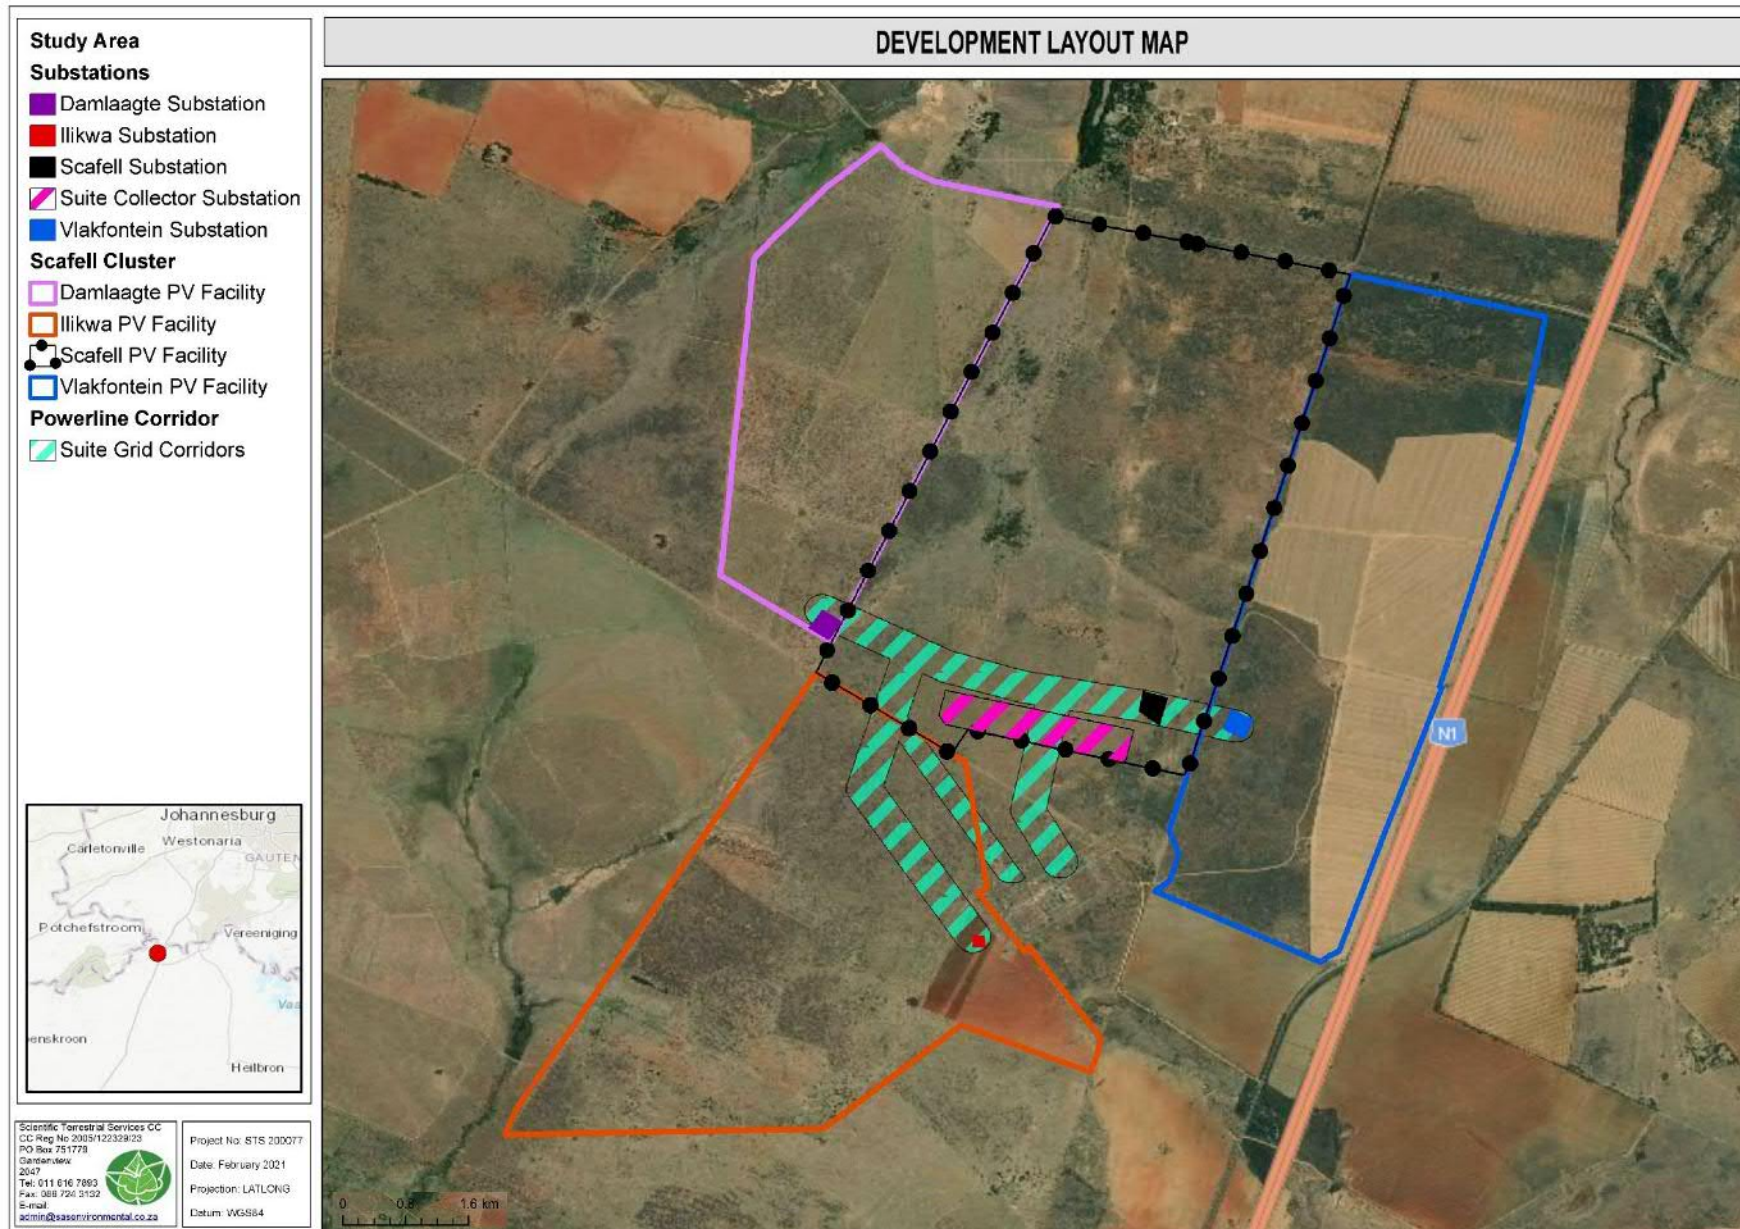 DEVELOPMENT LAYOUT MAP
Study Area
Substations
Damlaagte Substation
Ilikwa Substation
Scafell Substation
Suite Collector Substation
Vlakfontein Substation
Scafell Cluster
Damlaagte PV Facility
Ilikwa PV Facility
Scafell PV Facility
Vlakfontein PV Facility
Powerline Corridor
Suite Grid Corridors
N1
Johannesburg
Carletonville
Westonaria
GAUTEN
Potchefstroom
Vereeniging
Vaa
enskroon
Heilbron
Scientific Terrestrial Services CC
CC Reg No 2005/122329/23
PO Box 751779
Gardenview
2047
Tel: 011 616 7893
Fax: 086 724 3132
E-mail:
admin@sasenvironmental.co.za
Project No: STS 200077
Date: February 2021
Projection: LATLONG
Datum: WGS84
0 0.8 1.6 km